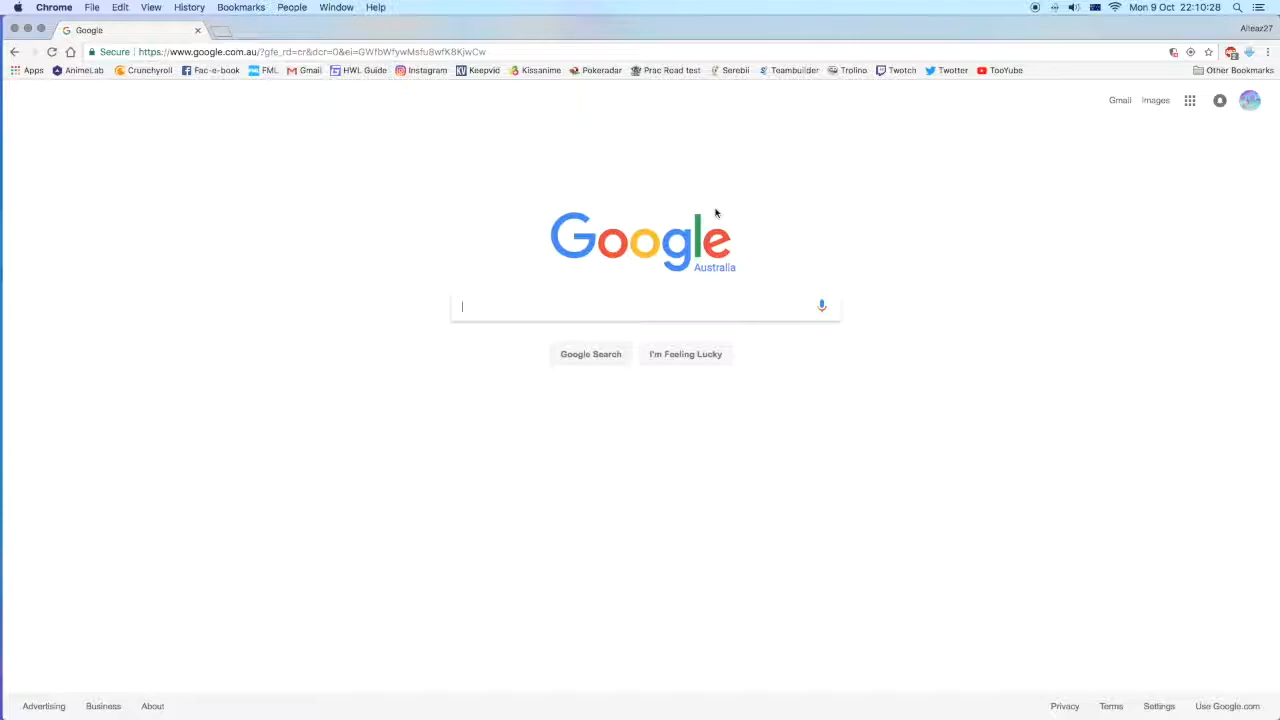 Chrome File Edit View History Bookmarks People Window Help Mon 9 Oct 22:10:28
Google Alteaz27
Secure https://www.google.com.au/?gfe_rd=cr&dcr=0&ei=GWfbWfywMsfu8wfK8KjwCw
Apps AnimeLab Crunchyroll Fac-e-book FML Gmail HWL Guide Instagram Keepvid Kissanime Pokeradar Prac Road test Serebii Teambuilder Trolino Twotch Twotter TooYube Other Bookmarks
Gmail Images
Google
Australia
Google Search I'm Feeling Lucky
Advertising Business About Privacy Terms Settings Use Google.com